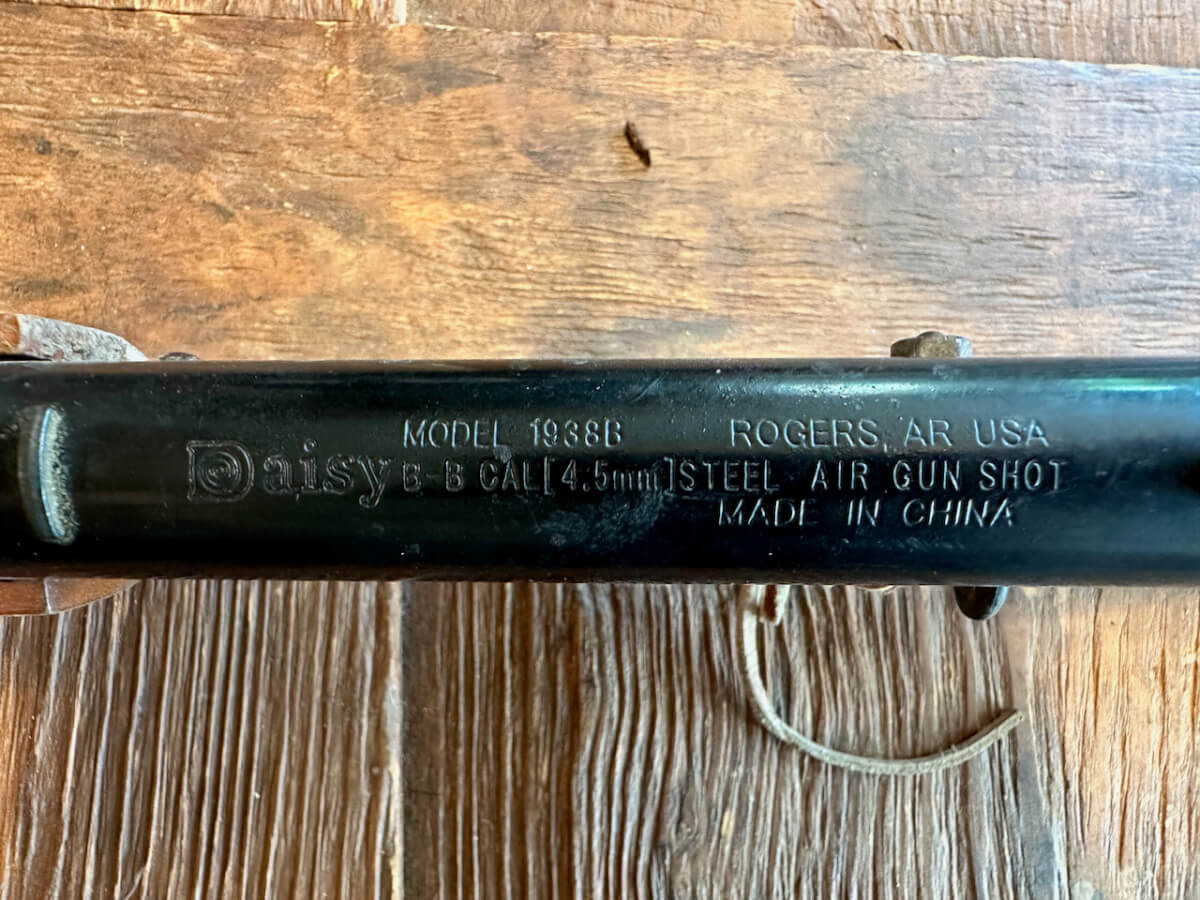 MODEL 1938B ROGERS, AR USA
Daisy B-B CAL[4.5mm]STEEL AIR GUN SHOT
MADE IN CHINA